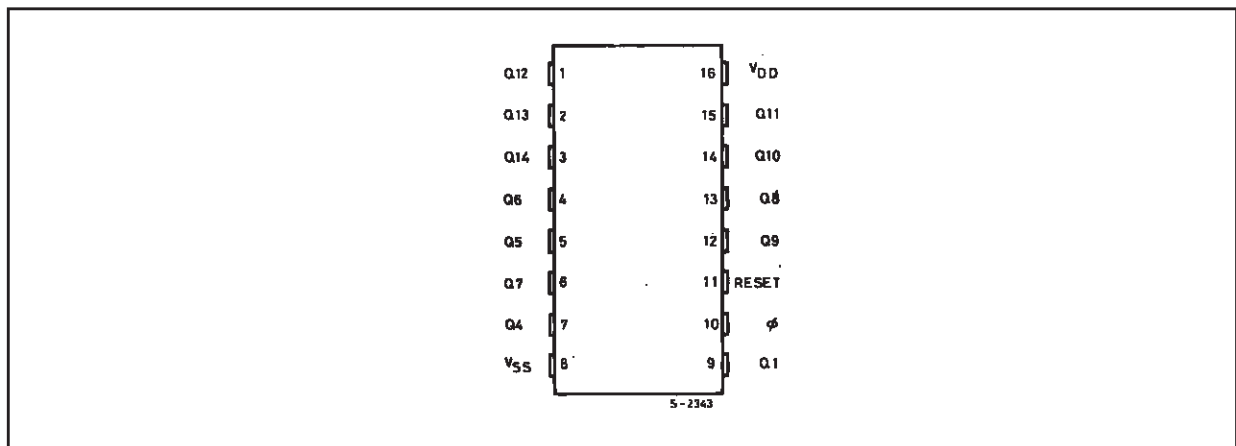 Q12 1 16 VDD
Q13 2 15 Q11
Q14 3 14 Q10
Q6 4 13 Q8
Q5 5 12 Q9
Q7 6 11 RESET
Q4 7 10 ϕ
VSS 8 9 Q1
S-2343